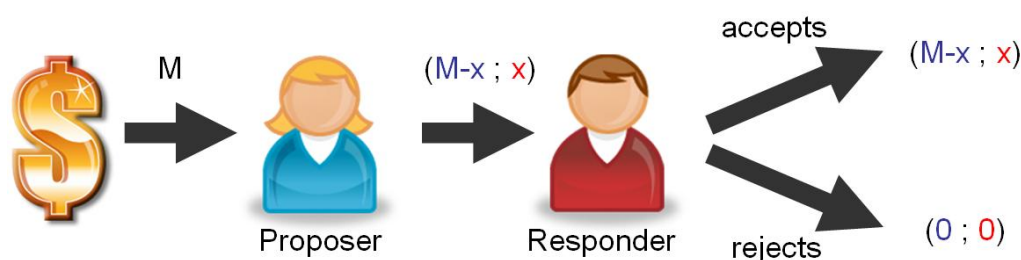 M
(M-x ; x)
accepts
(M-x ; x)
Proposer
Responder
rejects
(0 ; 0)